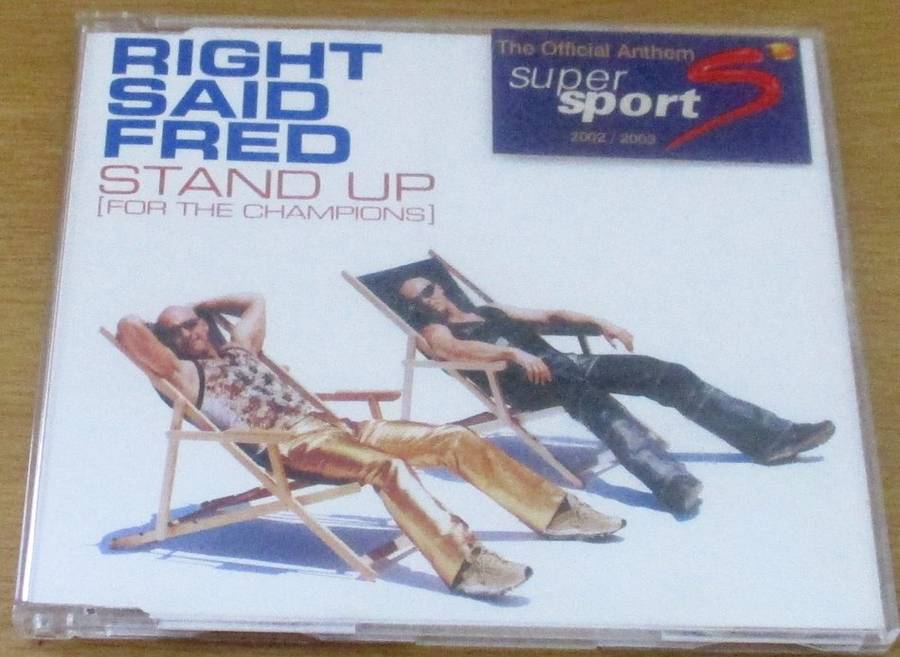 RIGHT
SAID
FRED
STAND UP
[FOR THE CHAMPIONS]
The Official Anthem
super
sport
2002 / 2003